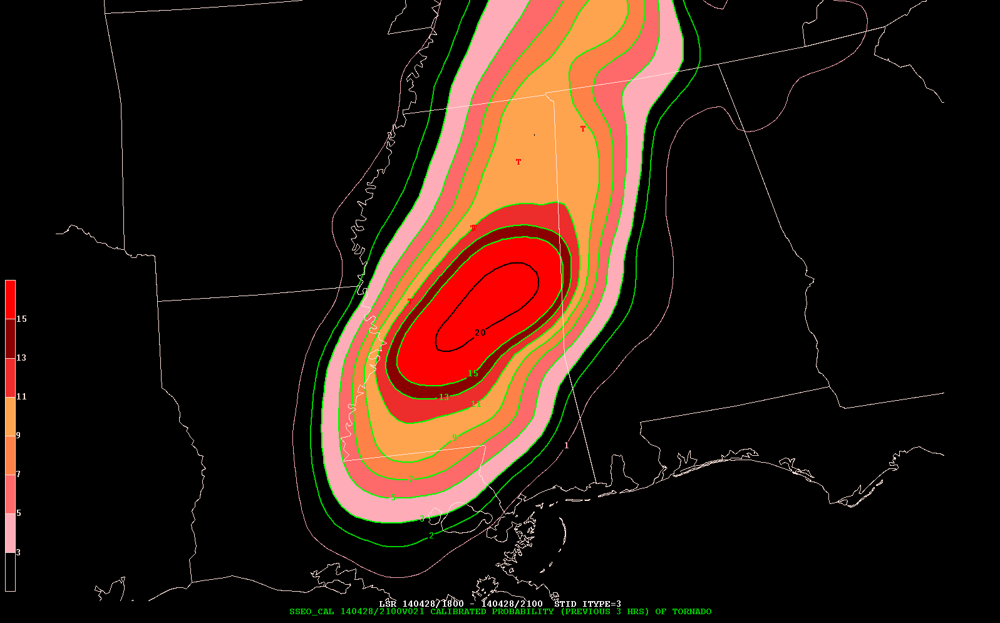 T
T
T
T
15
13
11
9
7
5
3
20
15
13
11
9
1
7
5
3
2
LSR 140428/1800 - 140428/2100 STID ITYPE=3
SSEO_CAL 140428/2100V021 CALIBRATED PROBABILITY (PREVIOUS 3 HRS) OF TORNADO